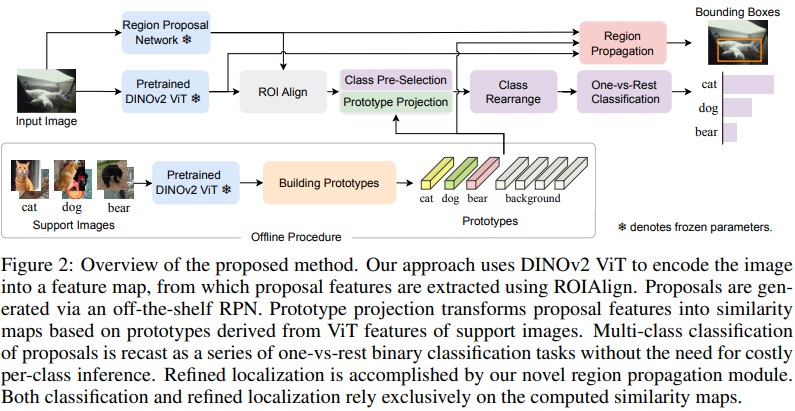 Bounding Boxes
Region Proposal
Network ❄
Region
Propagation
Pretrained
DINOv2 ViT ❄
ROI Align
Class Pre-Selection
Prototype Projection
Class
Rearrange
One-vs-Rest
Classification
cat
dog
bear
Input Image
Pretrained
DINOv2 ViT ❄
Building Prototypes
cat dog bear
Support Images
cat dog bear background
Prototypes
Offline Procedure
❄ denotes frozen parameters.
Figure 2: Overview of the proposed method. Our approach uses DINOv2 ViT to encode the image
into a feature map, from which proposal features are extracted using ROIAlign. Proposals are gen-
erated via an off-the-shelf RPN. Prototype projection transforms proposal features into similarity
maps based on prototypes derived from ViT features of support images. Multi-class classification
of proposals is recast as a series of one-vs-rest binary classification tasks without the need for costly
per-class inference. Refined localization is accomplished by our novel region propagation module.
Both classification and refined localization rely exclusively on the computed similarity maps.